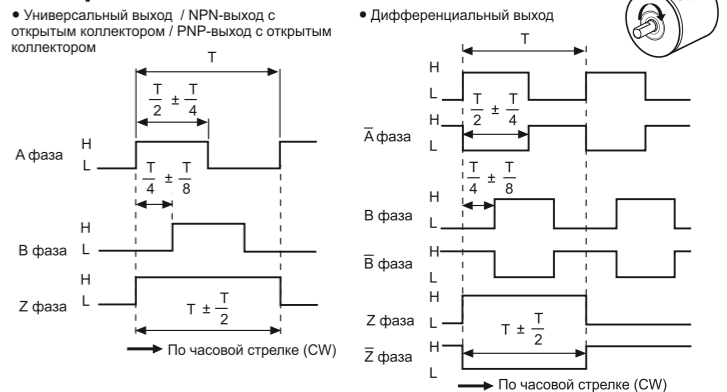 ● Универсальный выход / NPN-выход с
открытым коллектором / PNP-выход с открытым
коллектором
T
T/2 ± T/4
H
A фаза
L
T/4 ± T/8
H
B фаза L
H
Z фаза L
T ± T/2
По часовой стрелке (CW)
● Дифференциальный выход
T
H
L
T/2 ± T/4
H
A̅ фаза
L
T/4 ± T/8
H
B фаза
L
H
B̅ фаза
L
H
Z фаза L
T ± T/2
H
Z̅ фаза
L
По часовой стрелке (CW)